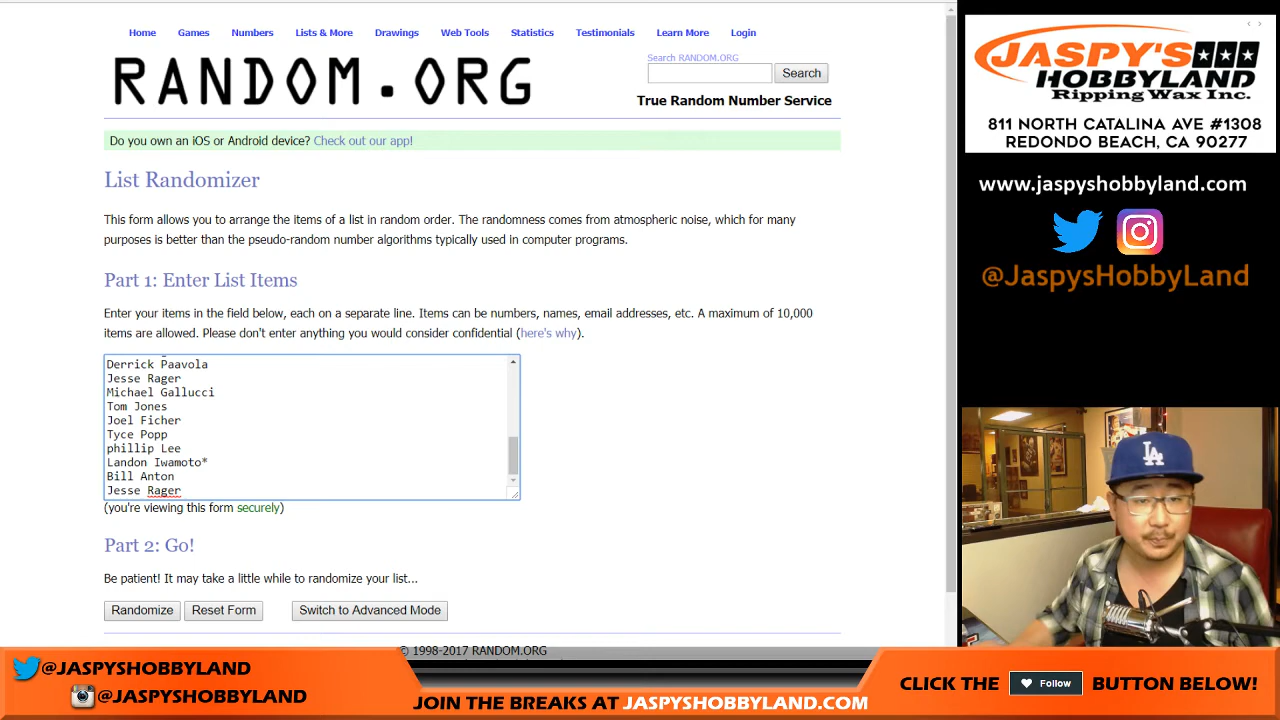 Home Games Numbers Lists & More Drawings Web Tools Statistics Testimonials Learn More Login
RANDOM.ORG
Search RANDOM.ORG
Search
True Random Number Service
Do you own an iOS or Android device? Check out our app!
List Randomizer
This form allows you to arrange the items of a list in random order. The randomness comes from atmospheric noise, which for many
purposes is better than the pseudo-random number algorithms typically used in computer programs.
Part 1: Enter List Items
Enter your items in the field below, each on a separate line. Items can be numbers, names, email addresses, etc. A maximum of 10,000
items are allowed. Please don't enter anything you would consider confidential (here's why).
Derrick Paavola
Jesse Rager
Michael Gallucci
Tom Jones
Joel Ficher
Tyce Popp
phillip Lee
Landon Iwamoto*
Bill Anton
Jesse Rager
(you're viewing this form securely)
Part 2: Go!
Be patient! It may take a little while to randomize your list...
Randomize Reset Form Switch to Advanced Mode
© 1998-2017 RANDOM.ORG
JASPY'S
HOBBYLAND
Ripping Wax Inc.
811 NORTH CATALINA AVE #1308
REDONDO BEACH, CA 90277
www.jaspyshobbyland.com
@JaspysHobbyLand
LA
@JASPYSHOBBYLAND
@JASPYSHOBBYLAND
JOIN THE BREAKS AT JASPYSHOBBYLAND.COM
CLICK THE Follow BUTTON BELOW!